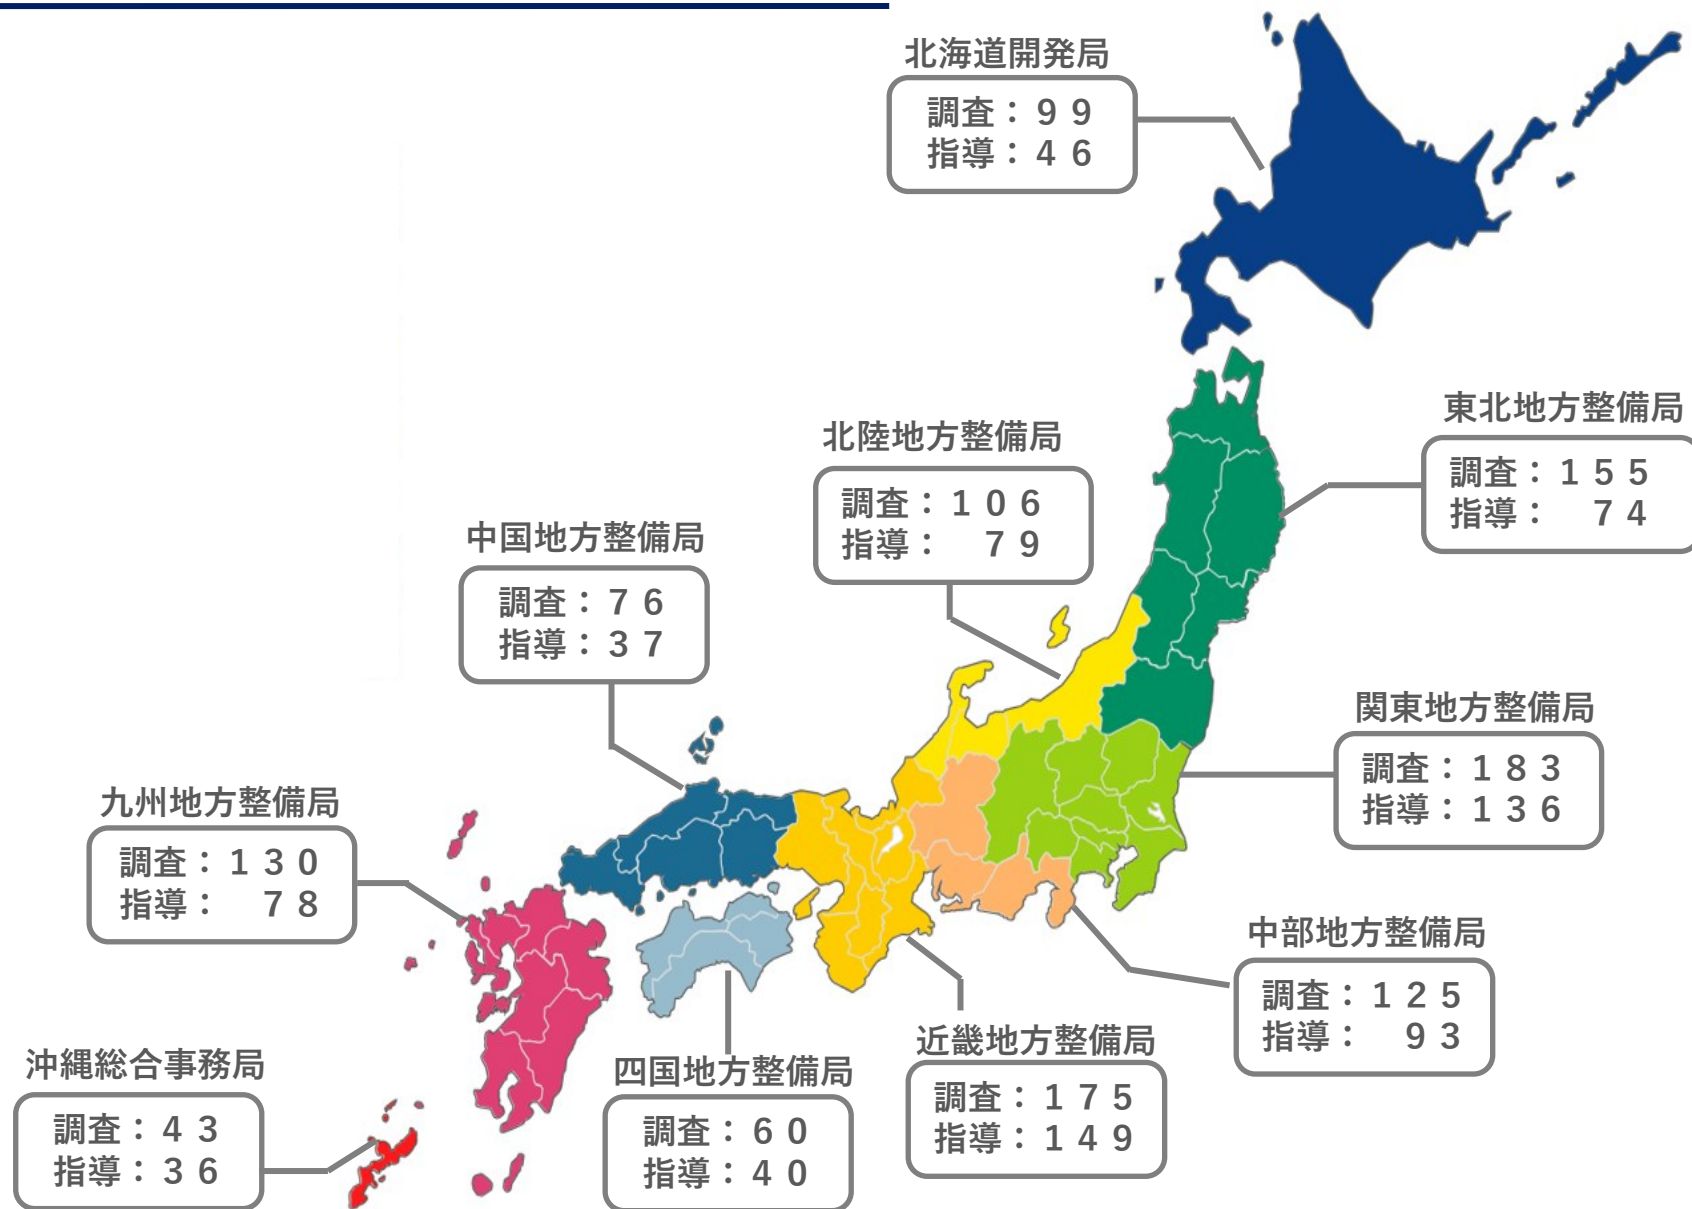 北海道開発局
調査：９９
指導：４６
東北地方整備局
調査：１５５
指導：　７４
北陸地方整備局
調査：１０６
指導：　７９
中国地方整備局
調査：７６
指導：３７
関東地方整備局
調査：１８３
指導：１３６
九州地方整備局
調査：１３０
指導：　７８
中部地方整備局
調査：１２５
指導：　９３
近畿地方整備局
調査：１７５
指導：１４９
四国地方整備局
調査：６０
指導：４０
沖縄総合事務局
調査：４３
指導：３６